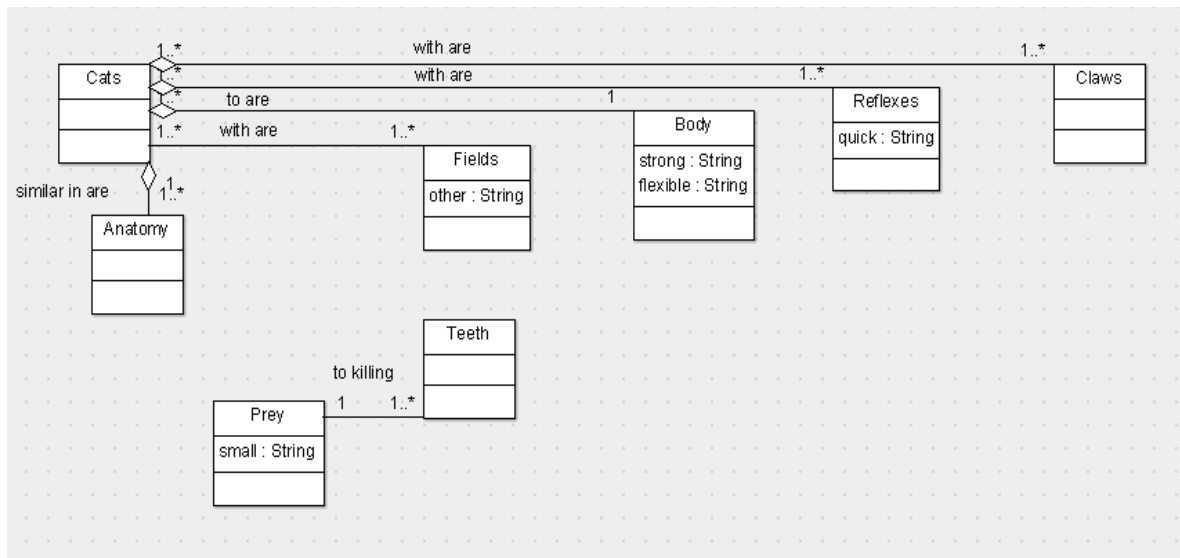 1..* with are 1..*
Cats
..* with are 1..*
Claws
Reflexes
quick : String
..* to are 1
Body
strong : String
flexible : String
1..* with are 1..*
Fields
other : String
similar in are
1
1..*
Anatomy
Teeth
to killing
1 1..*
Prey
small : String